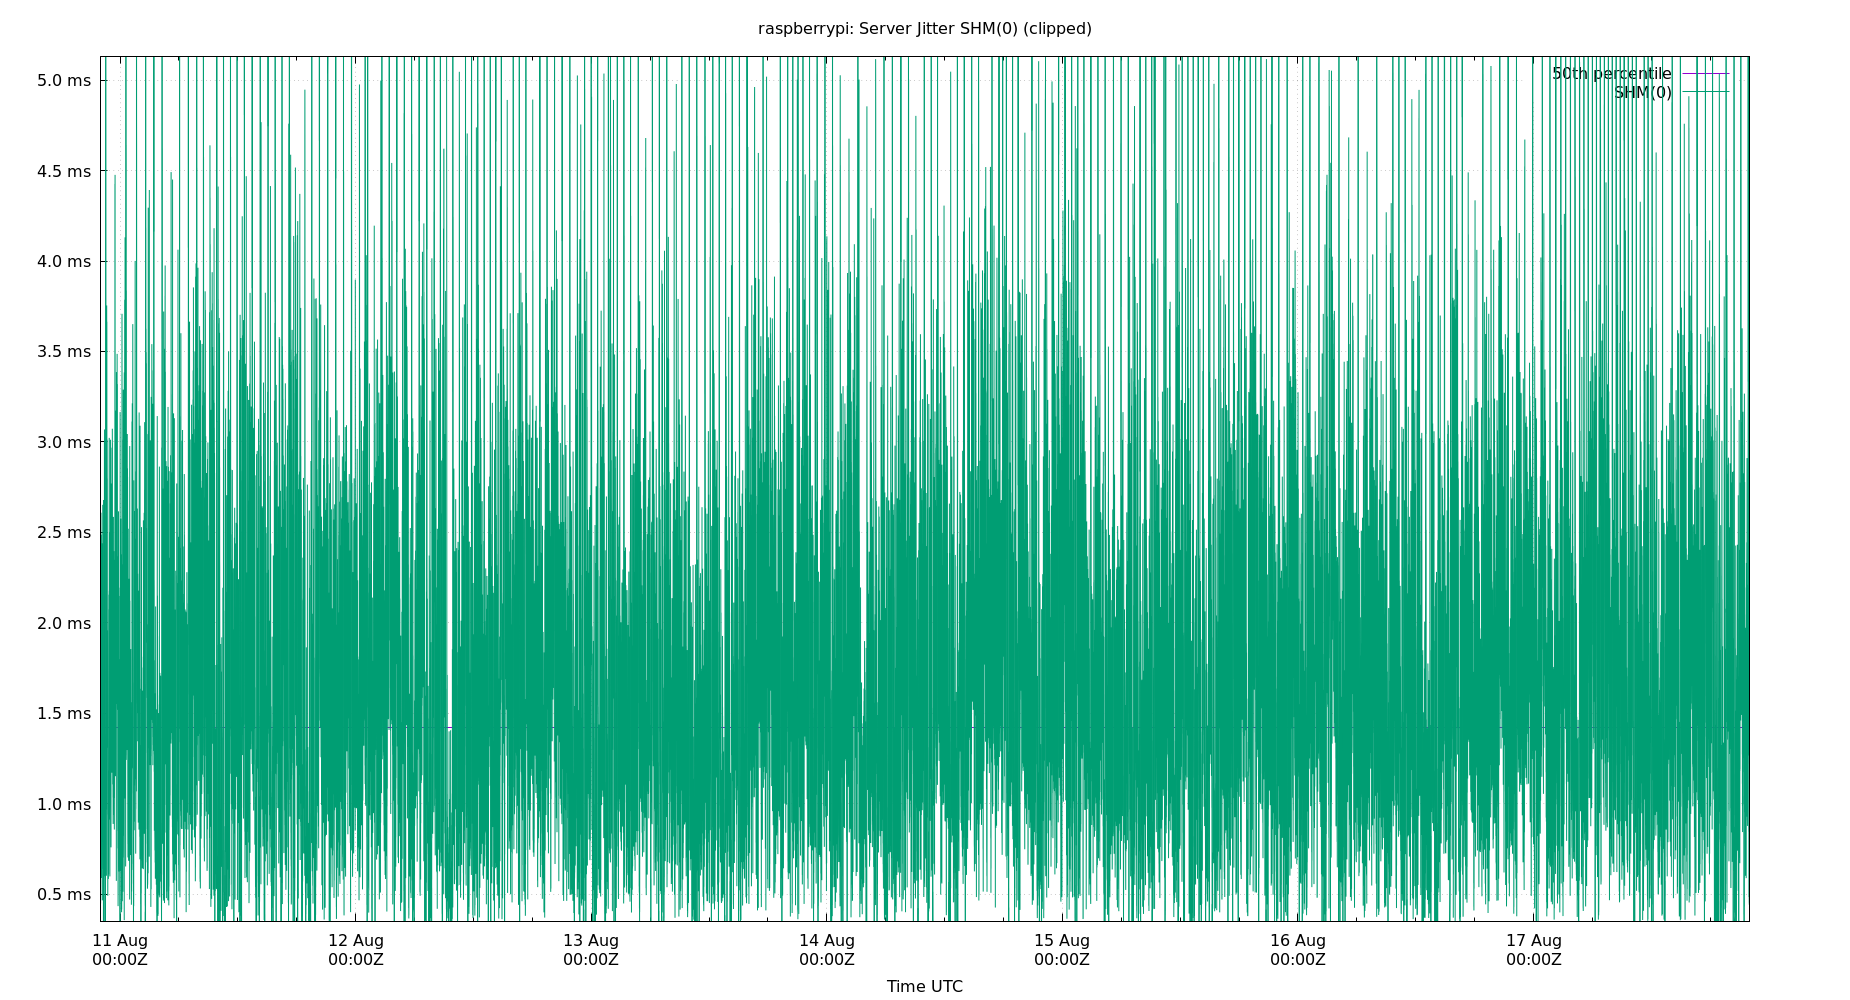 raspberrypi: Server Jitter SHM(0) (clipped)
50th percentile
SHM(0)
5.0 ms
4.5 ms
4.0 ms
3.5 ms
3.0 ms
2.5 ms
2.0 ms
1.5 ms
1.0 ms
0.5 ms
11 Aug 12 Aug 13 Aug 14 Aug 15 Aug 16 Aug 17 Aug
00:00Z 00:00Z 00:00Z 00:00Z 00:00Z 00:00Z 00:00Z
Time UTC